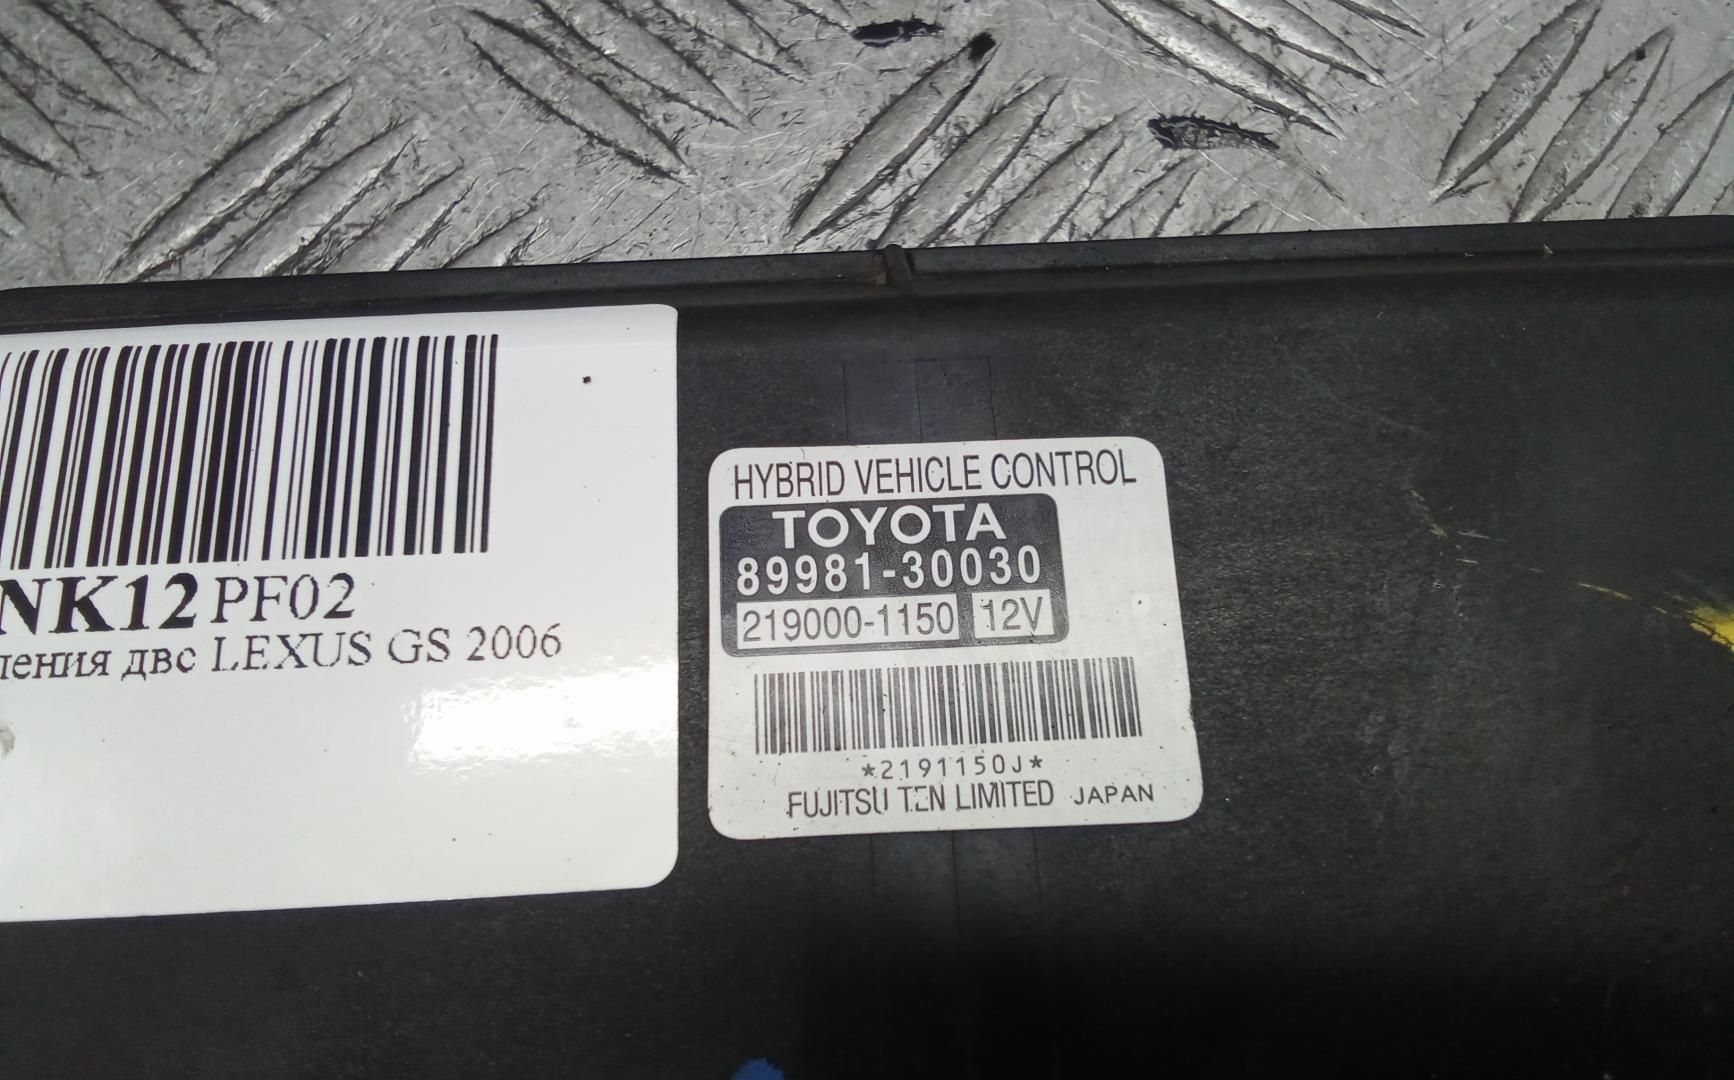 NK12 PF02
ления двс LEXUS GS 2006
HYBRID VEHICLE CONTROL
TOYOTA
89981-30030
219000-1150 12V
*2191150J*
FUJITSU TEN LIMITED JAPAN